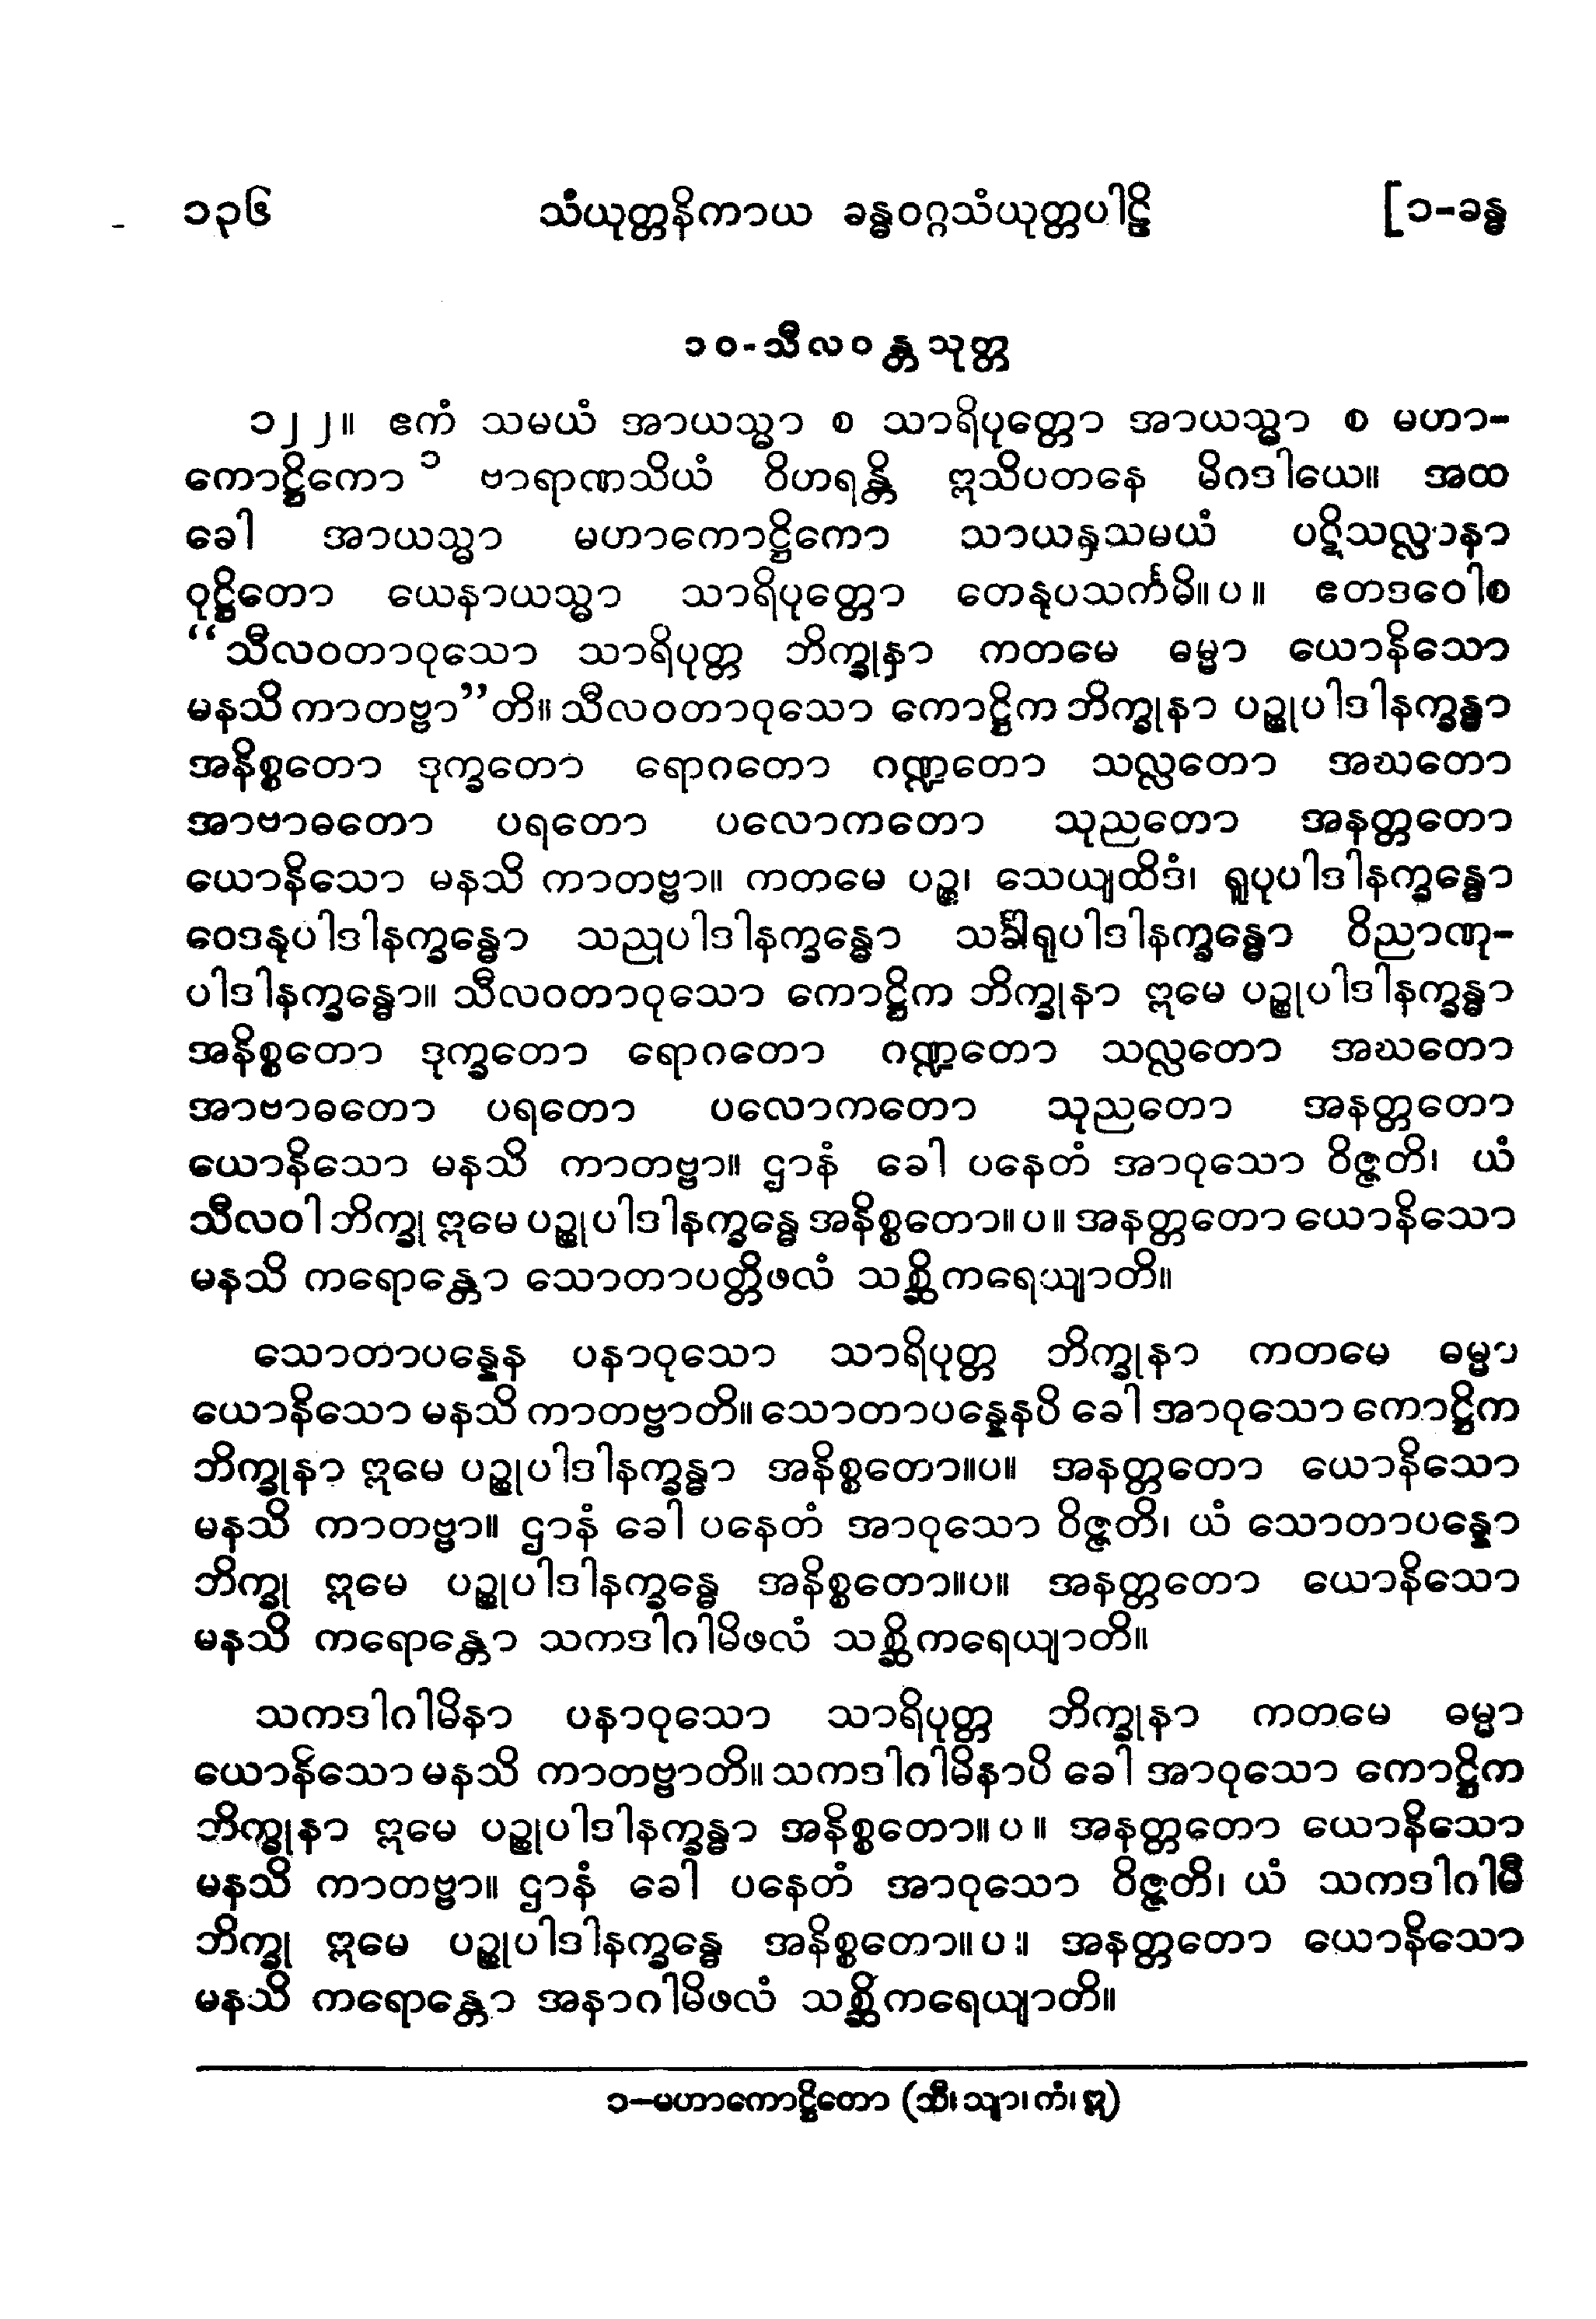 ၁၃၆ သံယုတ္တနိကာယ ခန္ဓဝဂ္ဂသံယုတ္တပါဠိ [၁-ခန္ဓ
၁၀-သီလဝန္တသုတ္တ
၁၂၂။ ဧကံ သမယံ အာယသ္မာ စ သာရိပုတ္တော အာယသ္မာ စ မဟာ-
ကောဋ္ဌိကော ၁ ဗာရာဏသိယံ ဝိဟရန္တိ ဣသိပတနေ မိဂဒါယေ။ အထ
ခေါ အာယသ္မာ မဟာကောဋ္ဌိကော သာယနှသမယံ ပဋိသလ္လာနာ
ဝုဋ္ဌိတော ယေနာယသ္မာ သာရိပုတ္တော တေနုပသင်္ကမိ။ပ။ ဧတဒဝေါစ
“သီလဝတာဝုသော သာရိပုတ္တ ဘိက္ခုနာ ကတမေ ဓမ္မာ ယောနိသော
မနသိ ကာတဗ္ဗာ”တိ။ သီလဝတာဝုသော ကောဋ္ဌိက ဘိက္ခုနာ ပဉ္စုပါဒါနက္ခန္ဓာ
အနိစ္စတော ဒုက္ခတော ရောဂတော ဂဏ္ဍတော သလ္လတော အဃတော
အာဗာဓတော ပရတော ပလောကတော သုညတော အနတ္တတော
ယောနိသော မနသိ ကာတဗ္ဗာ။ ကတမေ ပဉ္စ၊ သေယျထိဒံ၊ ရူပုပါဒါနက္ခန္ဓော
ဝေဒနုပါဒါနက္ခန္ဓော သညုပါဒါနက္ခန္ဓော သင်္ခါရုပါဒါနက္ခန္ဓော ဝိညာဏု-
ပါဒါနက္ခန္ဓော။ သီလဝတာဝုသော ကောဋ္ဌိက ဘိက္ခုနာ ဣမေ ပဉ္စုပါဒါနက္ခန္ဓာ
အနိစ္စတော ဒုက္ခတော ရောဂတော ဂဏ္ဍတော သလ္လတော အဃတော
အာဗာဓတော ပရတော ပလောကတော သုညတော အနတ္တတော
ယောနိသော မနသိ ကာတဗ္ဗာ။ ဌာနံ ခေါ ပနေတံ အာဝုသော ဝိဇ္ဇတိ၊ ယံ
သီလဝါ ဘိက္ခု ဣမေ ပဉ္စုပါဒါနက္ခန္ဓေ အနိစ္စတော။ပ။ အနတ္တတော ယောနိသော
မနသိ ကရောန္တော သောတာပတ္တိဖလံ သစ္ဆိကရေယျာတိ။
သောတာပန္နေန ပနာဝုသော သာရိပုတ္တ ဘိက္ခုနာ ကတမေ ဓမ္မာ
ယောနိသော မနသိ ကာတဗ္ဗာတိ။ သောတာပန္နေနပိ ခေါ အာဝုသော ကောဋ္ဌိက
ဘိက္ခုနာ ဣမေ ပဉ္စုပါဒါနက္ခန္ဓာ အနိစ္စတော။ပ။ အနတ္တတော ယောနိသော
မနသိ ကာတဗ္ဗာ။ ဌာနံ ခေါ ပနေတံ အာဝုသော ဝိဇ္ဇတိ၊ ယံ သောတာပန္နော
ဘိက္ခု ဣမေ ပဉ္စုပါဒါနက္ခန္ဓေ အနိစ္စတော။ပ။ အနတ္တတော ယောနိသော
မနသိ ကရောန္တော သကဒါဂါမိဖလံ သစ္ဆိကရေယျာတိ။
သကဒါဂါမိနာ ပနာဝုသော သာရိပုတ္တ ဘိက္ခုနာ ကတမေ ဓမ္မာ
ယောနိသော မနသိ ကာတဗ္ဗာတိ။ သကဒါဂါမိနာပိ ခေါ အာဝုသော ကောဋ္ဌိက
ဘိက္ခုနာ ဣမေ ပဉ္စုပါဒါနက္ခန္ဓာ အနိစ္စတော။ပ။ အနတ္တတော ယောနိသော
မနသိ ကာတဗ္ဗာ။ ဌာနံ ခေါ ပနေတံ အာဝုသော ဝိဇ္ဇတိ၊ ယံ သကဒါဂါမီ
ဘိက္ခု ဣမေ ပဉ္စုပါဒါနက္ခန္ဓေ အနိစ္စတော။ပ။ အနတ္တတော ယောနိသော
မနသိ ကရောန္တော အနာဂါမိဖလံ သစ္ဆိကရေယျာတိ။
၁-မဟာကောဋ္ဌိတော (သီ၊ သျာ၊ ကံ၊ ဣ)